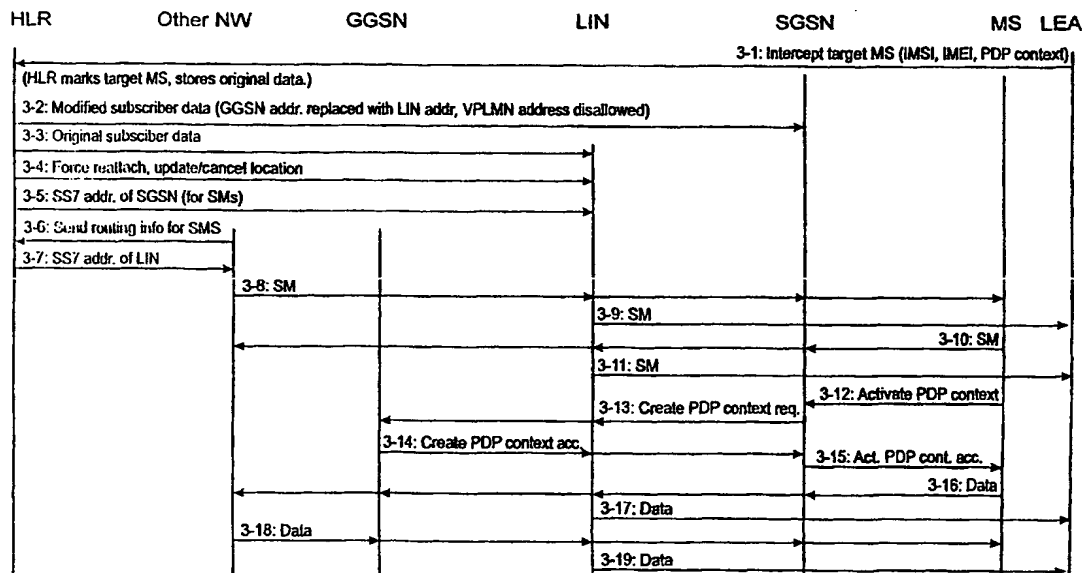 HLR Other NW GGSN LIN SGSN MS LEA
3-1: Intercept target MS (IMSI, IMEI, PDP context)
(HLR marks target MS, stores original data.)
3-2: Modified subscriber data (GGSN addr. replaced with LIN addr, VPLMN address disallowed)
3-3: Original subsciber data
3-4: Force reattach, update/cancel location
3-5: SS7 addr. of SGSN (for SMs)
3-6: Send routing info for SMS
3-7: SS7 addr. of LIN
3-8: SM
3-9: SM
3-10: SM
3-11: SM
3-12: Activate PDP context
3-13: Create PDP context req.
3-14: Create PDP context acc.
3-15: Act. PDP cont. acc.
3-16: Data
3-17: Data
3-18: Data
3-19: Data